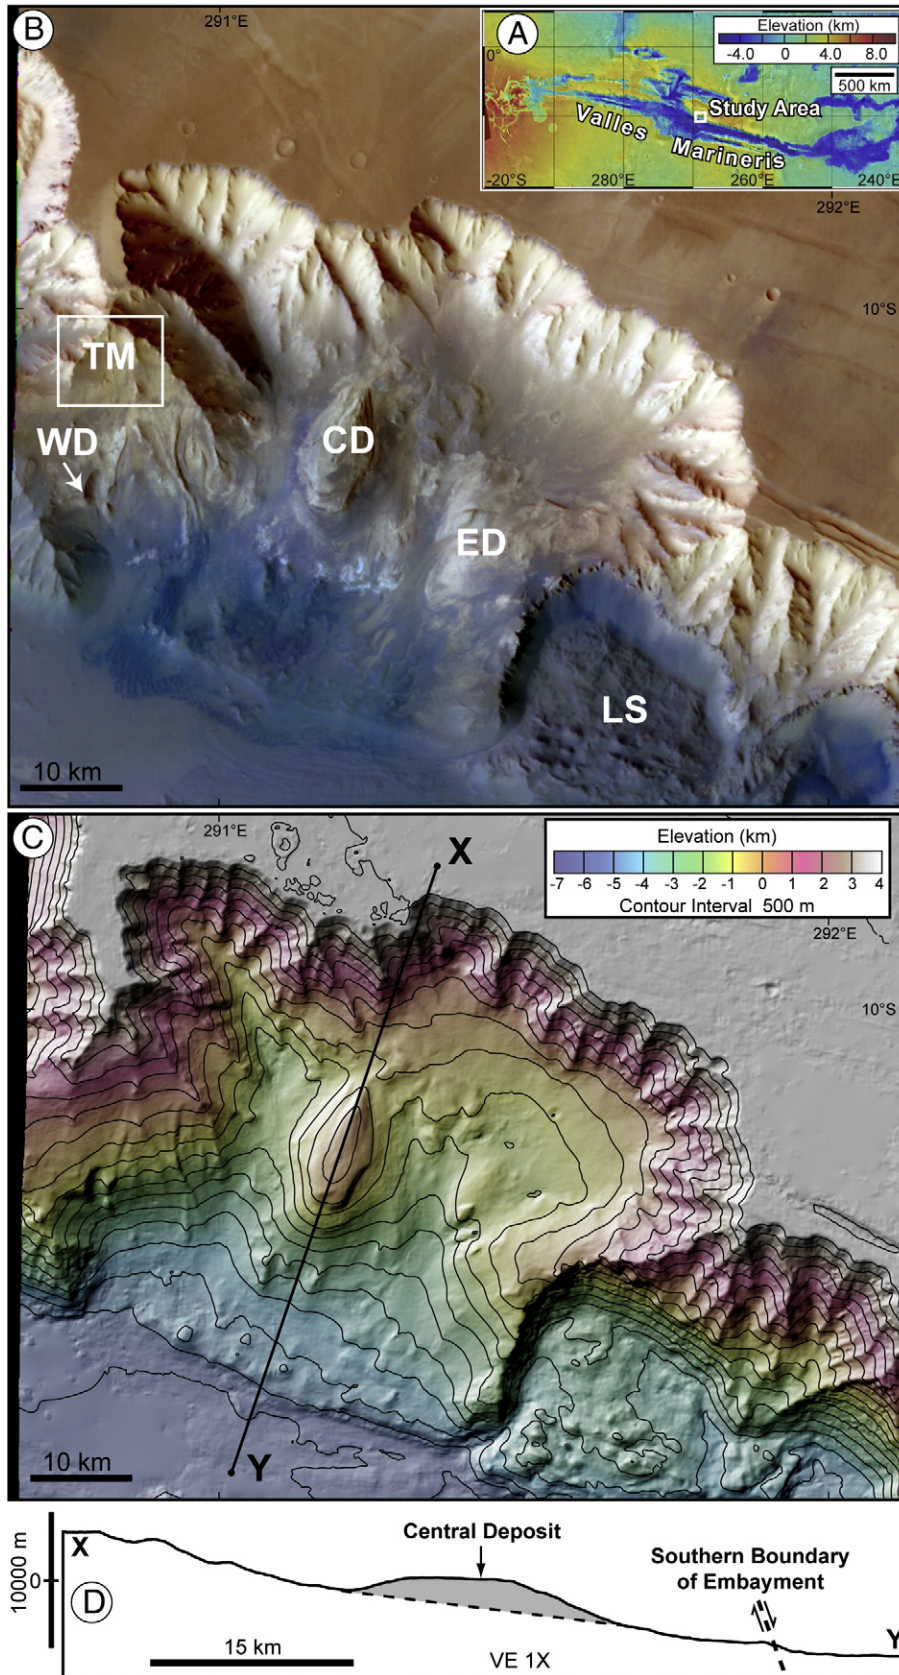 B
291°E
A
Elevation (km)
-4.0 0 4.0 8.0
500 km
0°
Study Area
Valles
Marineris
-20°S 280°E 260°E 240°E
292°E
10°S
TM
WD
CD
ED
LS
10 km
C
291°E
X
Elevation (km)
-7 -6 -5 -4 -3 -2 -1 0 1 2 3 4
Contour Interval 500 m
292°E
10°S
Y
10 km
Central Deposit
Southern Boundary
of Embayment
X
10000 m
0
D
Y
15 km
VE 1X